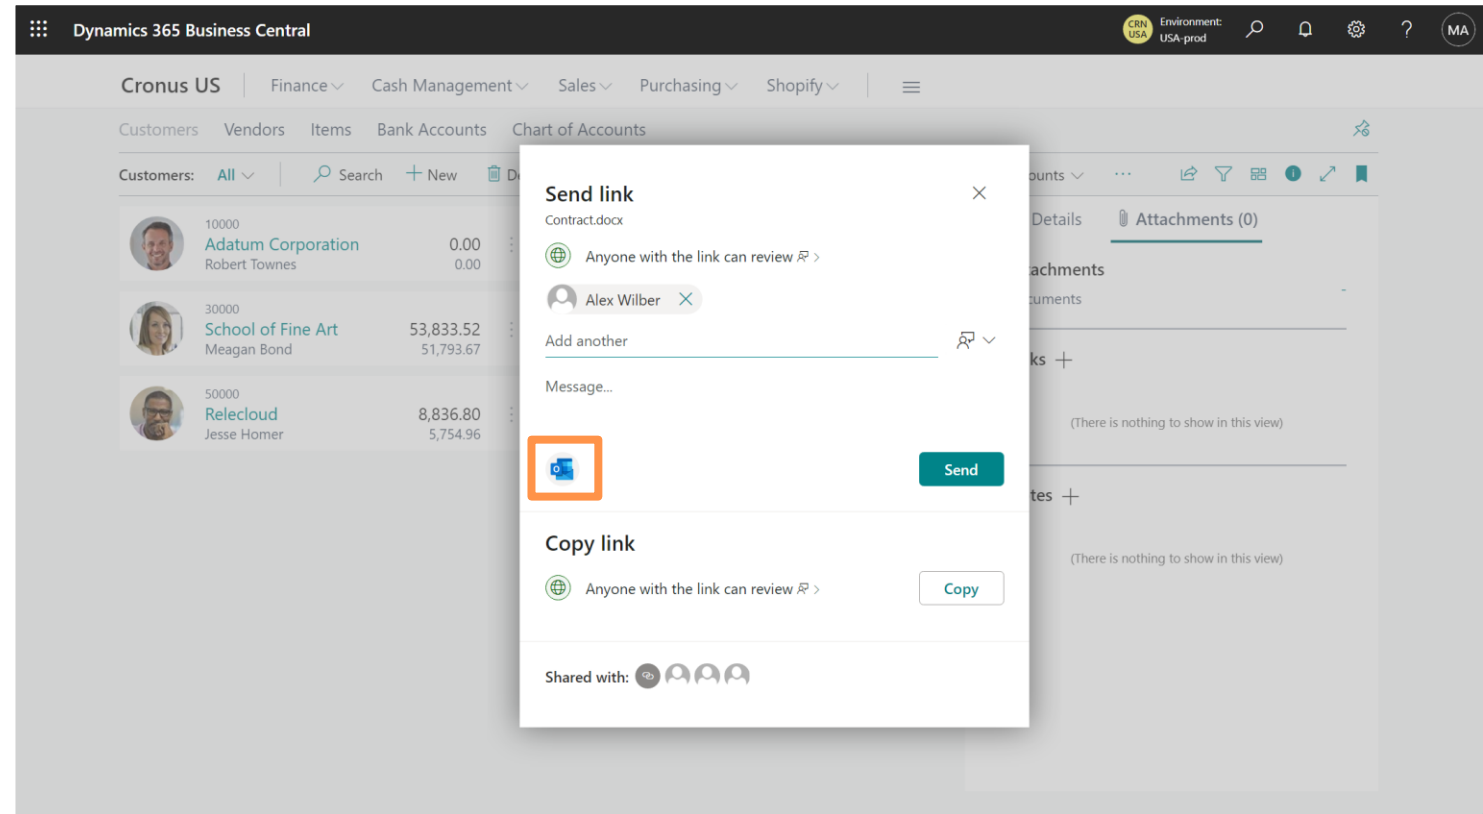 Dynamics 365 Business Central
CRN USA
Environment:
USA-prod
?
MA
Cronus US
Finance
Cash Management
Sales
Purchasing
Shopify
Customers
Vendors
Items
Bank Accounts
Chart of Accounts
Customers:
All
Search
New
10000
Adatum Corporation
0.00
Robert Townes
0.00
30000
School of Fine Art
53,833.52
Meagan Bond
51,793.67
50000
Relecloud
8,836.80
Jesse Homer
5,754.96
Send link
Contract.docx
Anyone with the link can review
Alex Wilber
Add another
Message...
Send
Copy link
Anyone with the link can review
Copy
Shared with:
Details
Attachments (0)
(There is nothing to show in this view)
(There is nothing to show in this view)